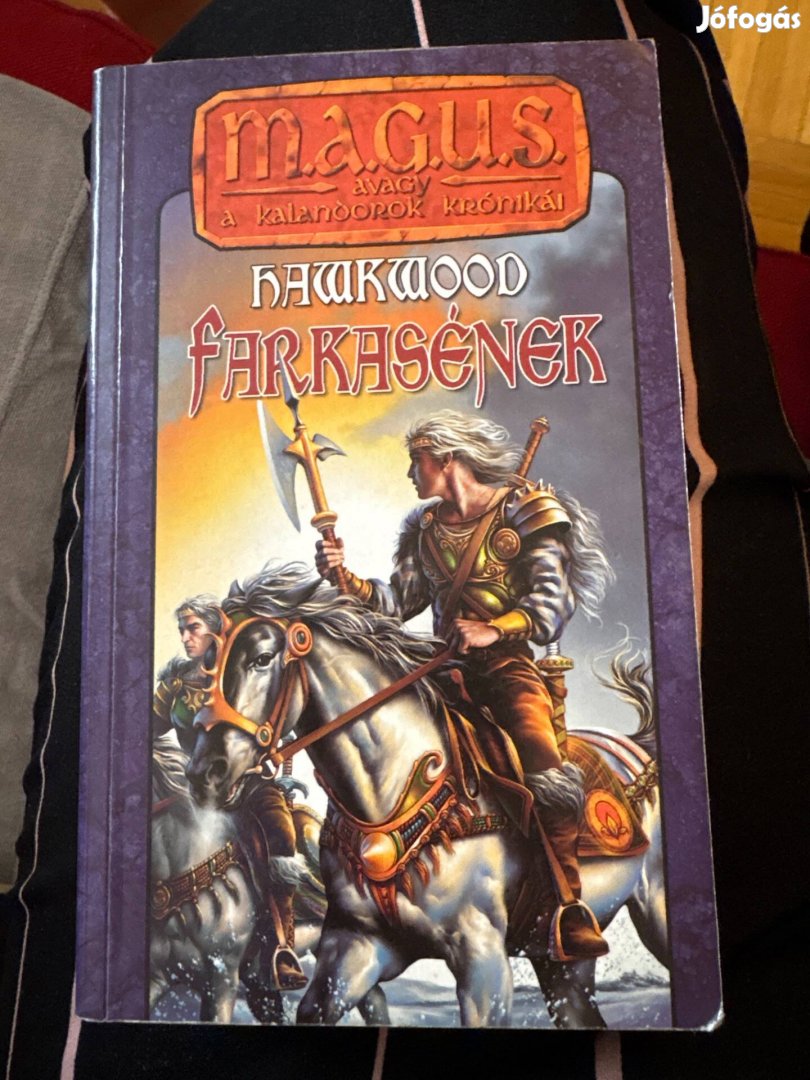 Jófogás
M.A.G.U.S.
AVAGY
A KALANDOROK KRÓNIKÁI
HAWKWOOD
FARKASÉNEK